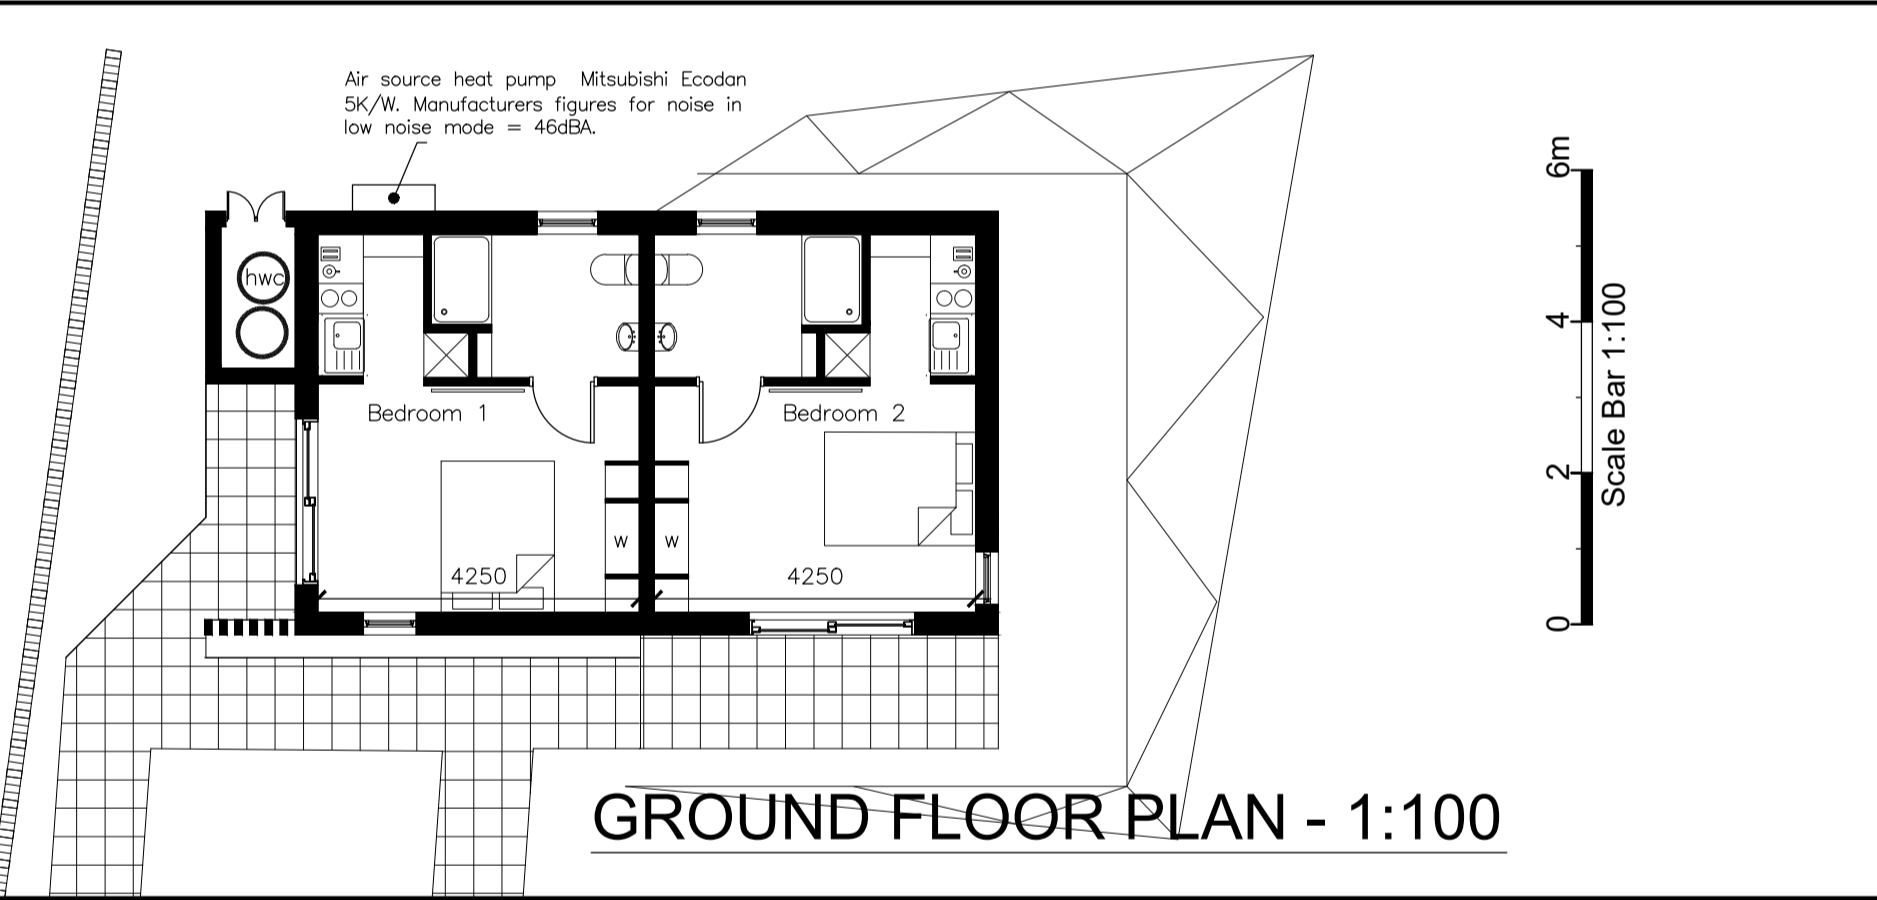 Air source heat pump Mitsubishi Ecodan
5K/W. Manufacturers figures for noise in
low noise mode = 46dBA.
hwc
Bedroom 1
Bedroom 2
W
W
4250
4250
6m
4
2
0
Scale Bar 1:100
GROUND FLOOR PLAN - 1:100